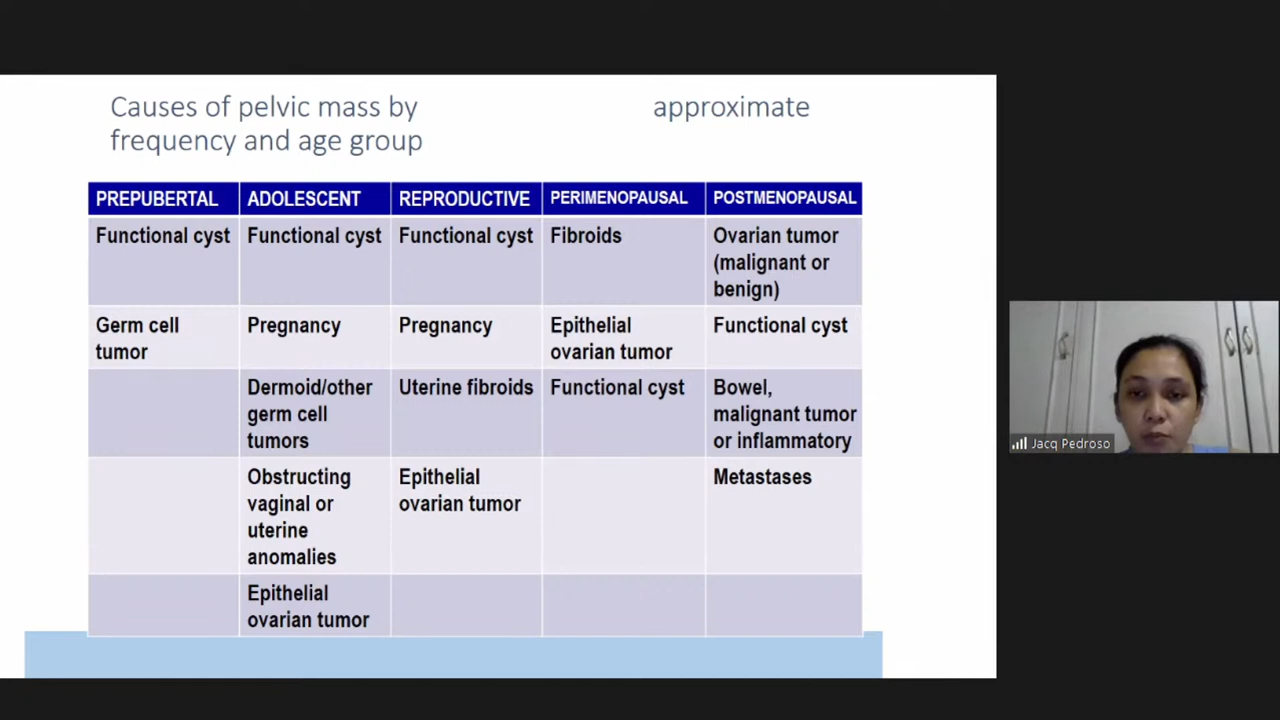 Causes of pelvic mass by approximate
frequency and age group
PREPUBERTAL ADOLESCENT REPRODUCTIVE PERIMENOPAUSAL POSTMENOPAUSAL
Functional cyst Functional cyst Functional cyst Fibroids Ovarian tumor
(malignant or
benign)
Germ cell Pregnancy Pregnancy Epithelial Functional cyst
tumor ovarian tumor
Dermoid/other Uterine fibroids Functional cyst Bowel,
germ cell malignant tumor
tumors or inflammatory
Obstructing Epithelial Metastases
vaginal or ovarian tumor
uterine
anomalies
Epithelial
ovarian tumor
Jacq Pedroso